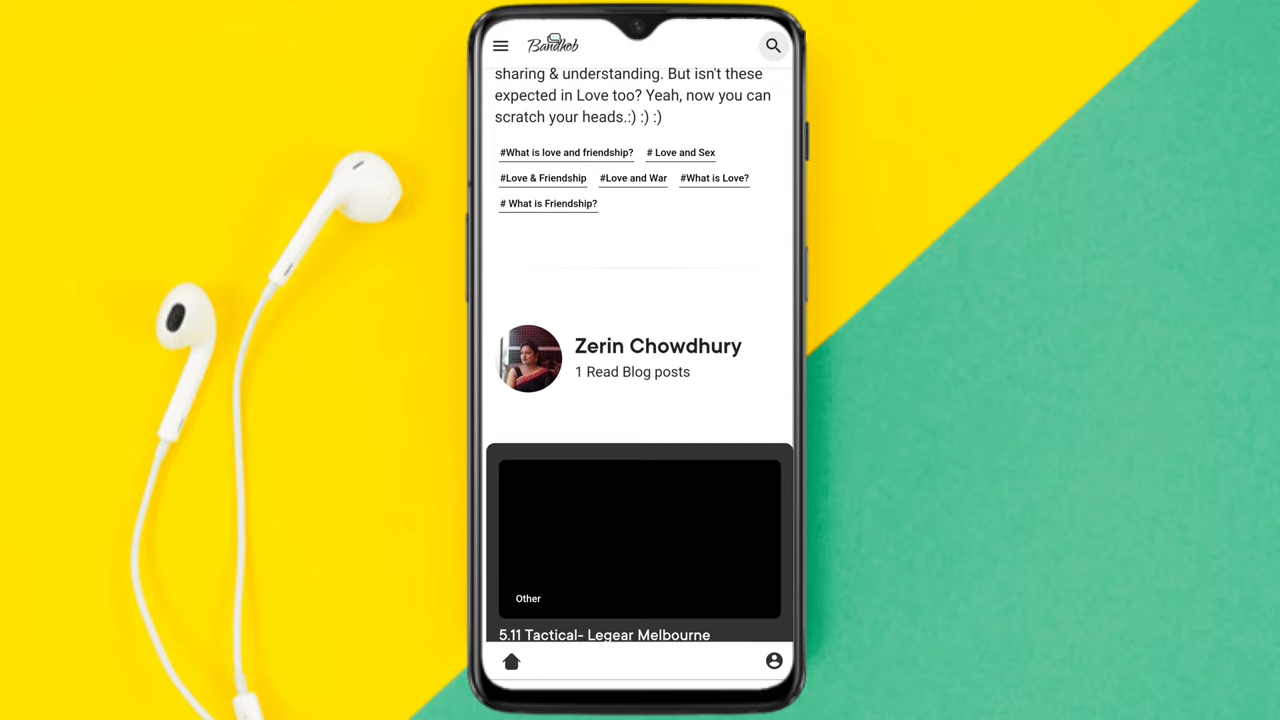 Bandhob
sharing & understanding. But isn't these
expected in Love too? Yeah, now you can
scratch your heads.:) :) :)
#What is love and friendship? # Love and Sex
#Love & Friendship #Love and War #What is Love?
# What is Friendship?
Zerin Chowdhury
1 Read Blog posts
Other
5.11 Tactical- Legear Melbourne